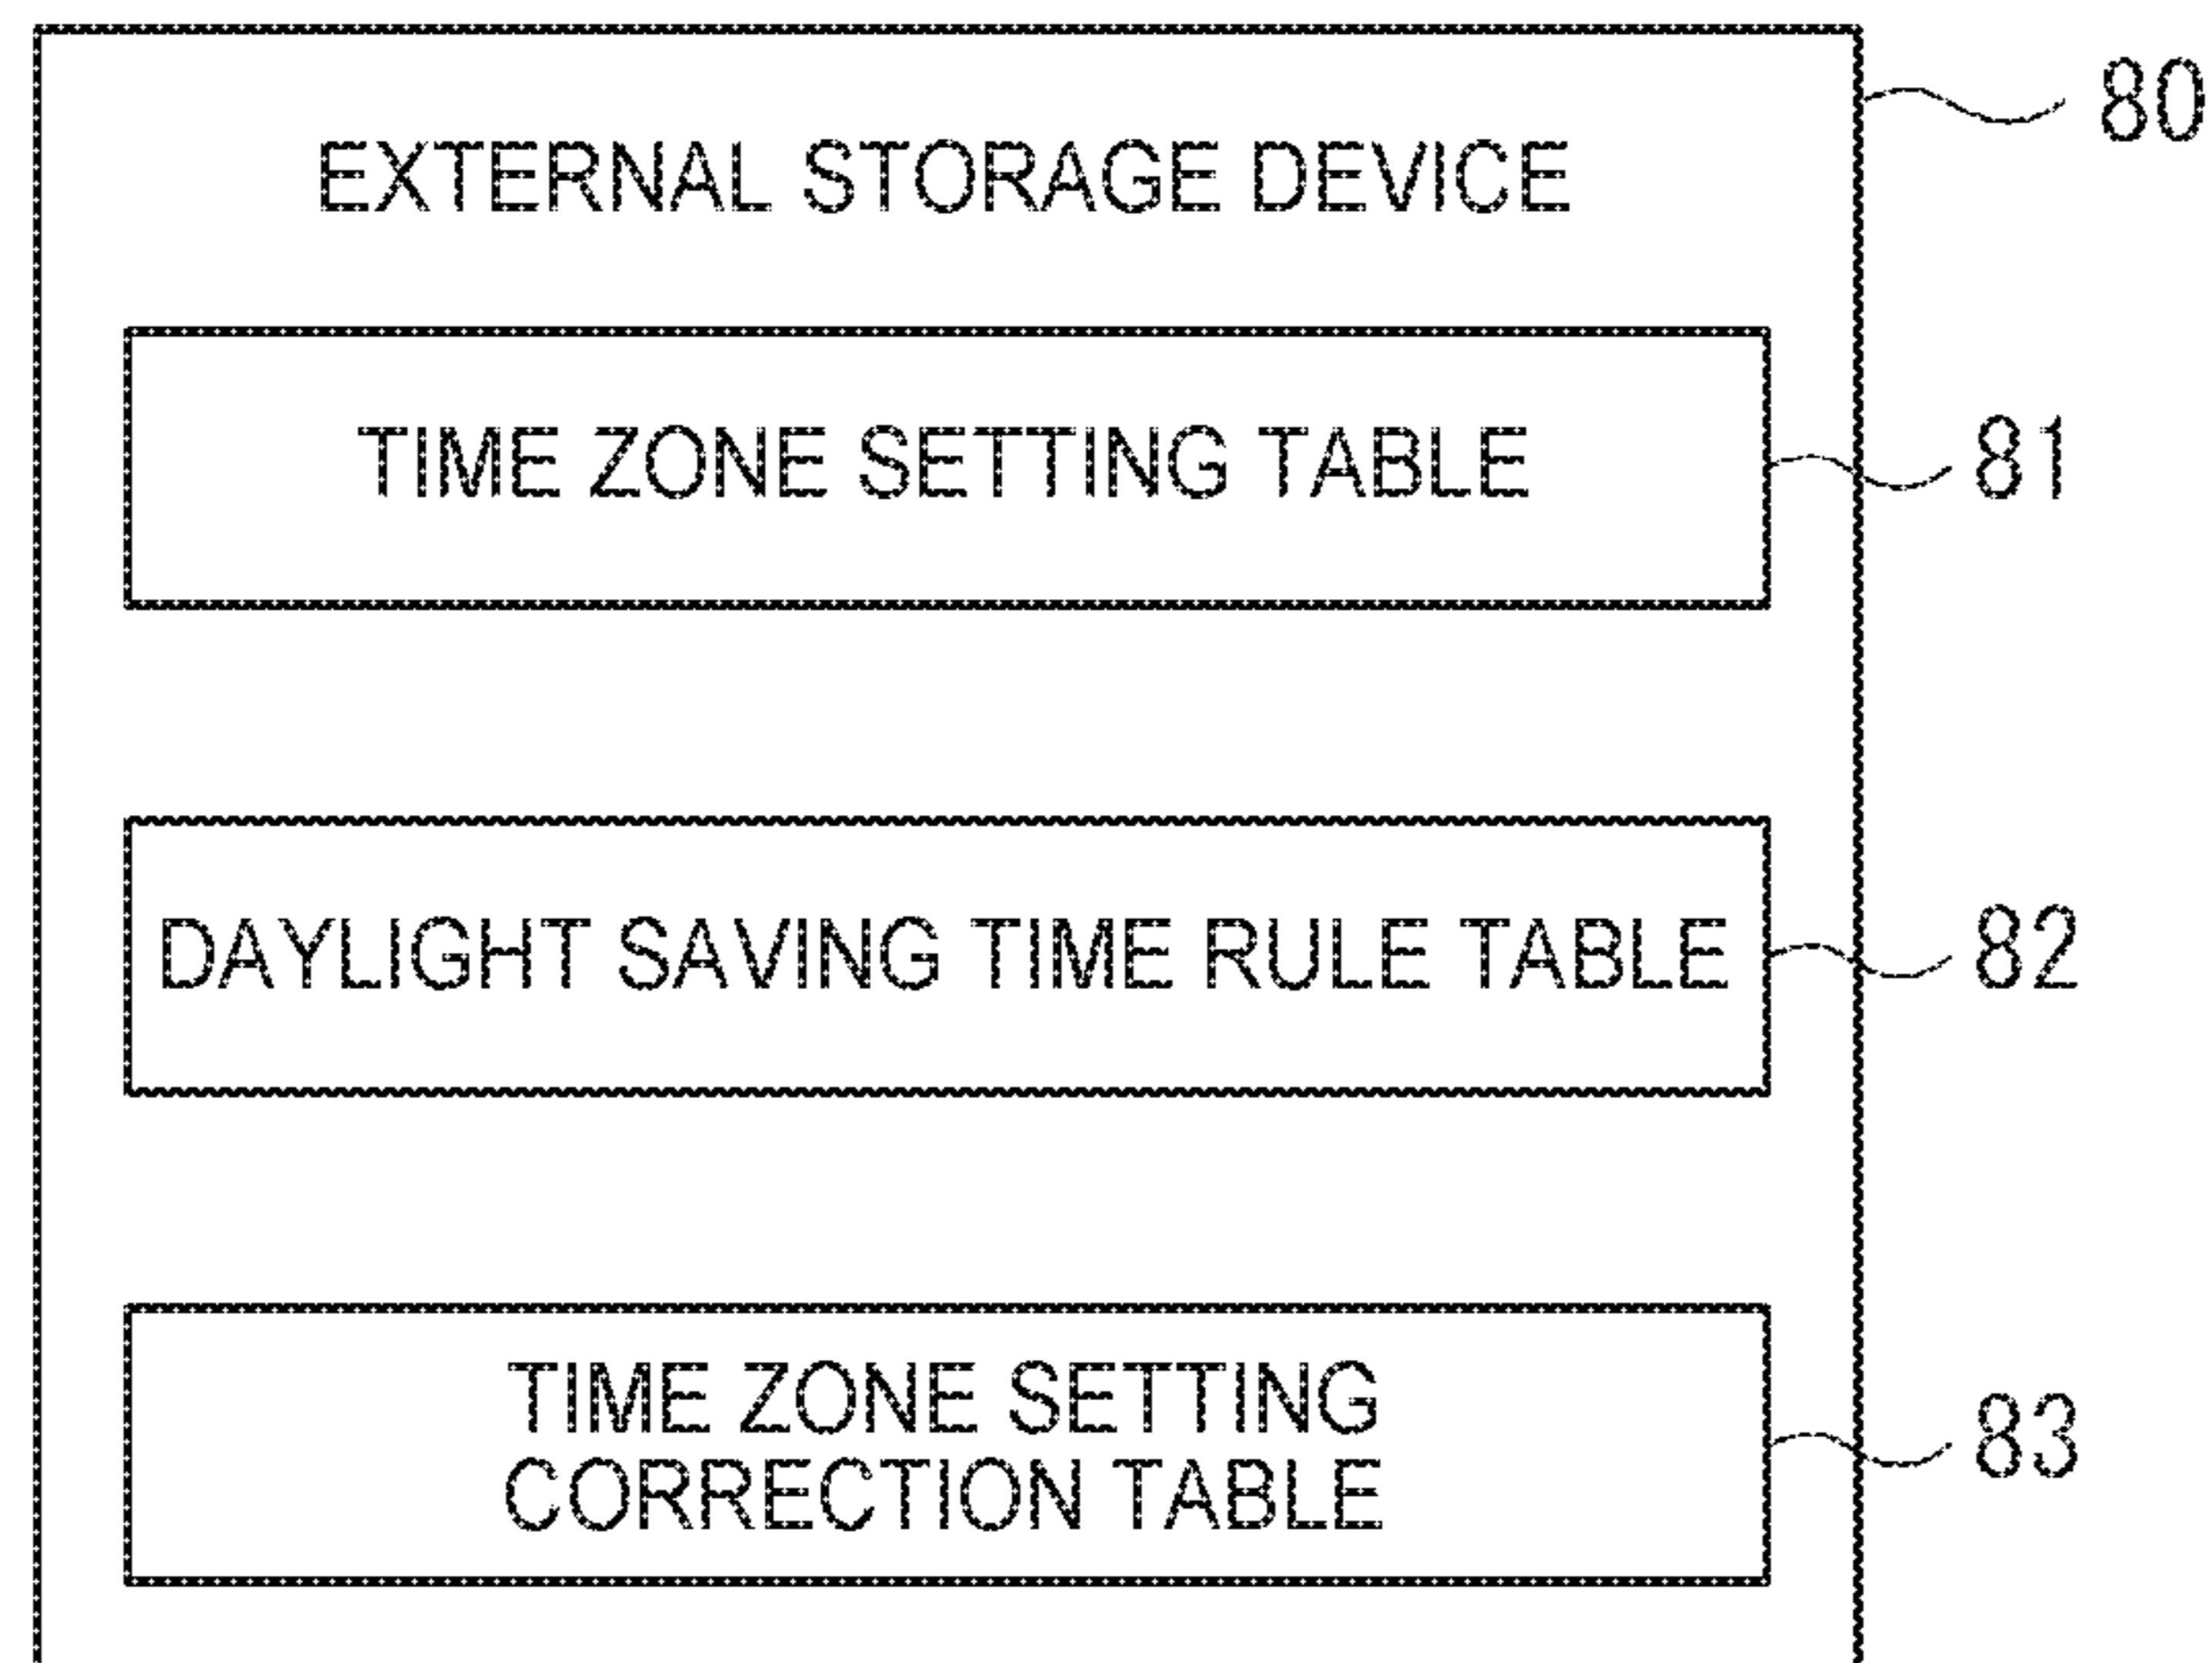 80
EXTERNAL STORAGE DEVICE
TIME ZONE SETTING TABLE
81
DAYLIGHT SAVING TIME RULE TABLE
82
TIME ZONE SETTING
CORRECTION TABLE
83